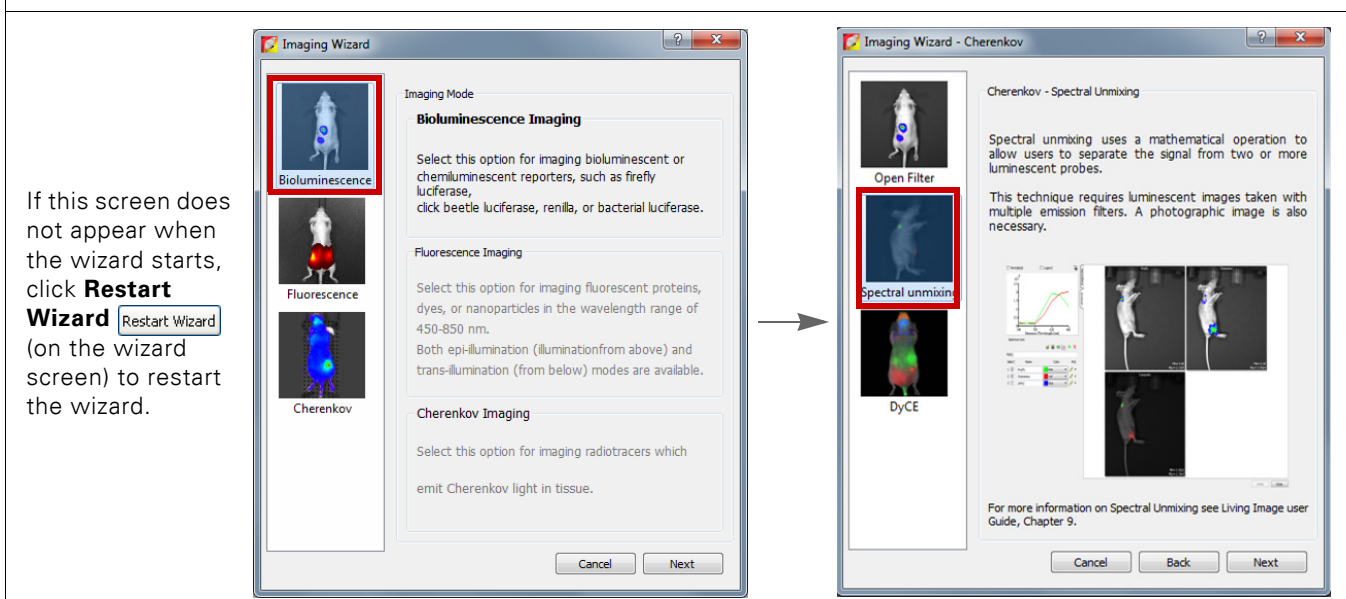 If this screen does
not appear when
the wizard starts,
click Restart
Wizard Restart Wizard
(on the wizard
screen) to restart
the wizard.
Imaging Wizard
Bioluminescence
Fluorescence
Cherenkov
Imaging Mode
Bioluminescence Imaging
Select this option for imaging bioluminescent or
chemiluminescent reporters, such as firefly
luciferase,
click beetle luciferase, renilla, or bacterial luciferase.
Fluorescence Imaging
Select this option for imaging fluorescent proteins,
dyes, or nanoparticles in the wavelength range of
450-850 nm.
Both epi-illumination (illuminationfrom above) and
trans-illumination (from below) modes are available.
Cherenkov Imaging
Select this option for imaging radiotracers which
emit Cherenkov light in tissue.
Cancel Next
Imaging Wizard - Cherenkov
Open Filter
Spectral unmixing
DyCE
Cherenkov - Spectral Unmixing
Spectral unmixing uses a mathematical operation to
allow users to separate the signal from two or more
luminescent probes.
This technique requires luminescent images taken with
multiple emission filters. A photographic image is also
necessary.
For more information on Spectral Unmixing see Living Image user
Guide, Chapter 9.
Cancel Back Next